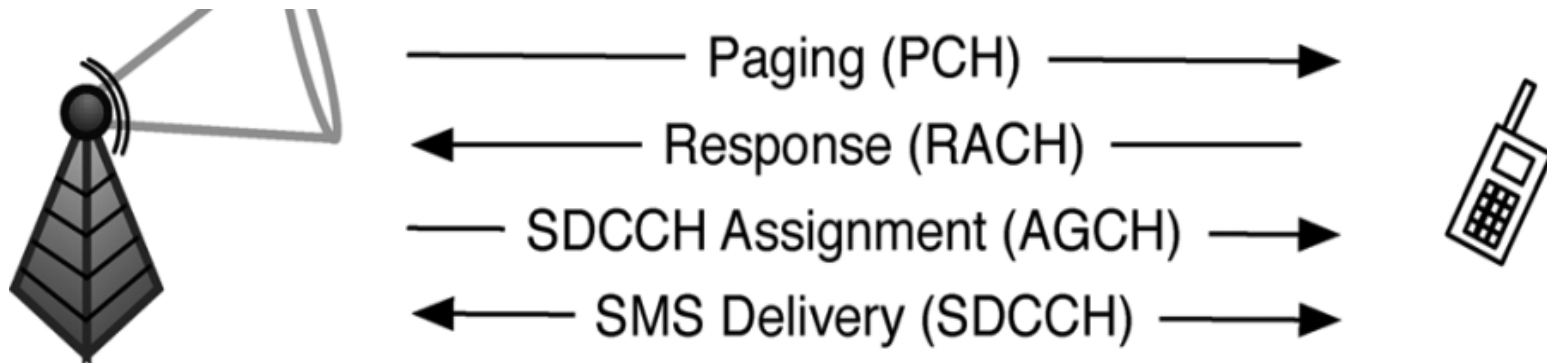 Paging (PCH)
Response (RACH)
SDCCH Assignment (AGCH)
SMS Delivery (SDCCH)